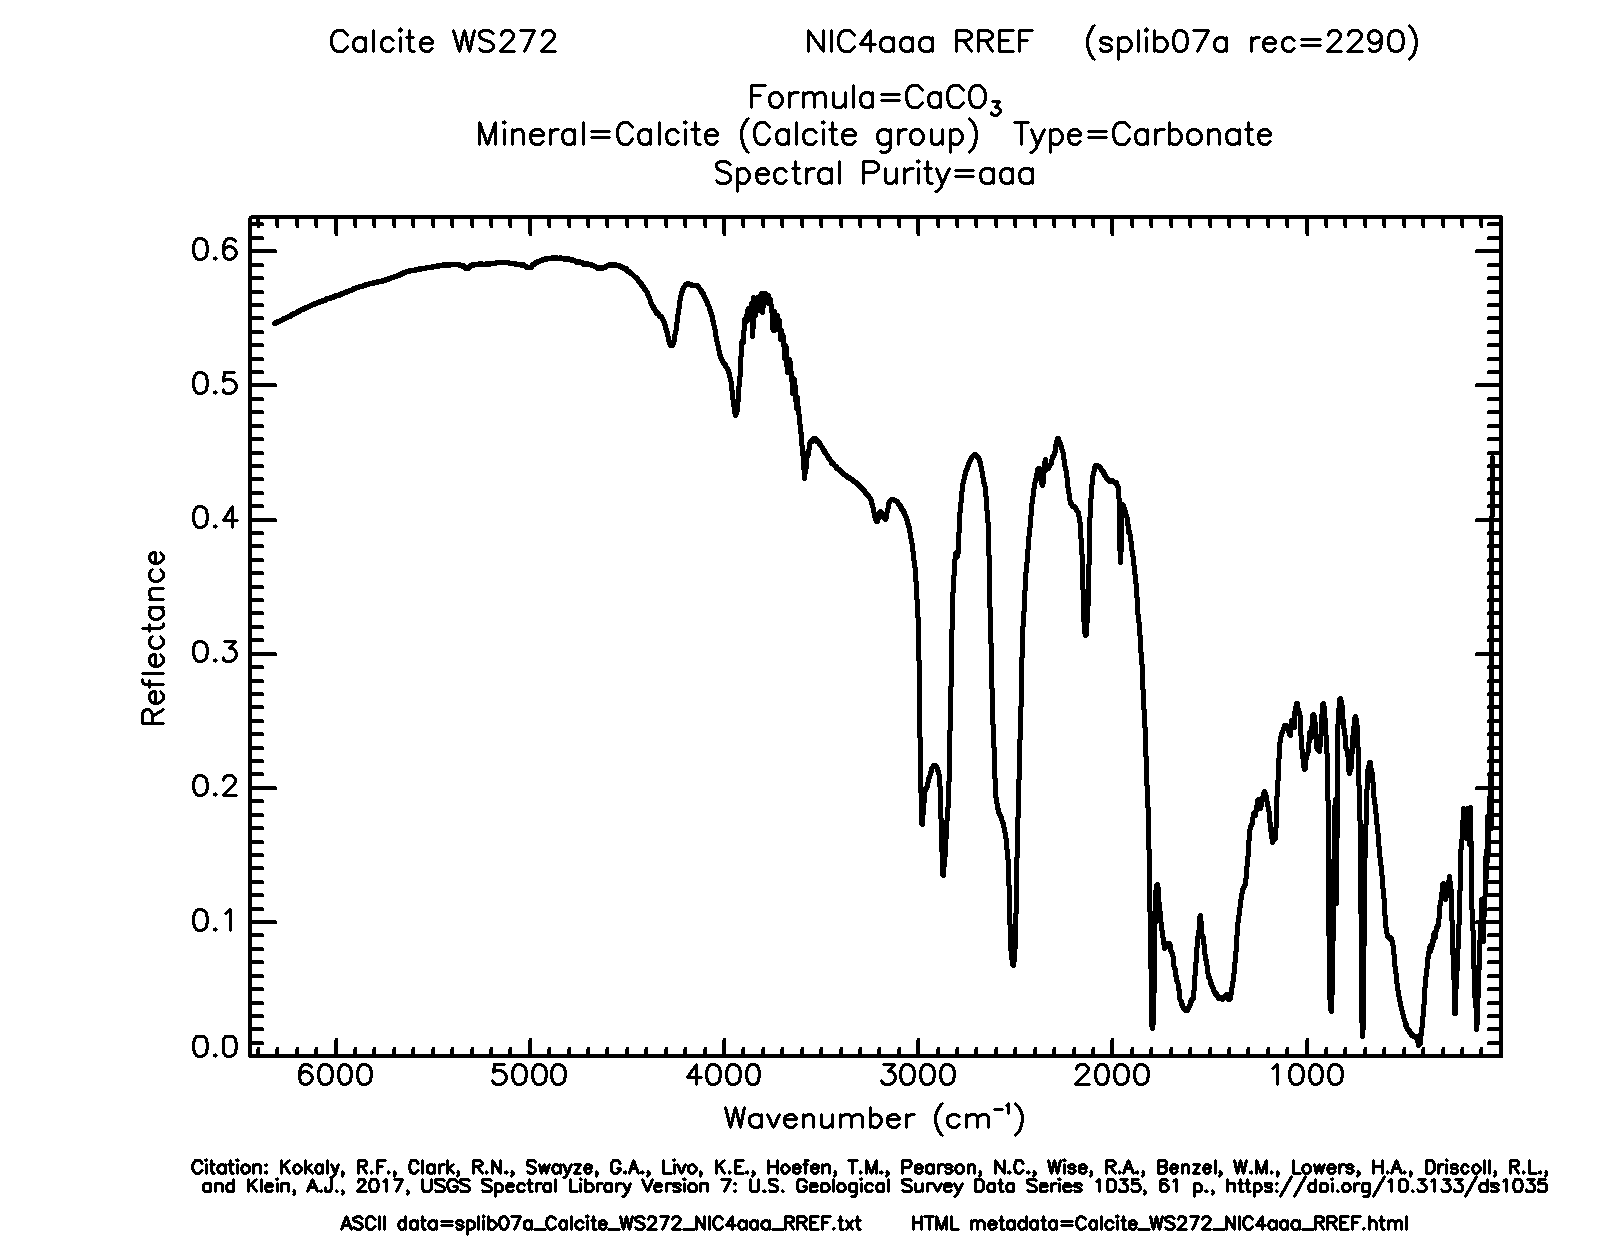 Calcite WS272 NIC4aaa RREF (splib07a rec=2290)
Formula=CaCO₃
Mineral=Calcite (Calcite group) Type=Carbonate
Spectral Purity=aaa
0.6
0.5
0.4
0.3
0.2
0.1
0.0
Reflectance
6000 5000 4000 3000 2000 1000
Wavenumber (cm⁻¹)
Citation: Kokaly, R.F., Clark, R.N., Swayze, G.A., Livo, K.E., Hoefen, T.M., Pearson, N.C., Wise, R.A., Benzel, W.M., Lowers, H.A., Driscoll, R.L.,
and Klein, A.J., 2017, USGS Spectral Library Version 7: U.S. Geological Survey Data Series 1035, 61 p., https://doi.org/10.3133/ds1035
ASCII data=splib07a_Calcite_WS272_NIC4aaa_RREF.txt HTML metadata=Calcite_WS272_NIC4aaa_RREF.html